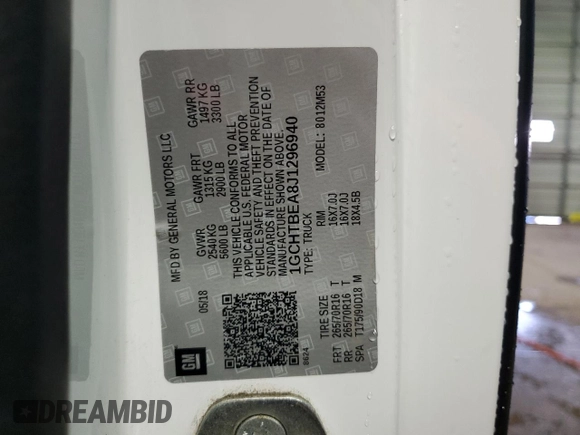 MFD BY GENERAL MOTORS LLC
05/18
GVWR GAWR FRT GAWR RR
2540 KG 1315 KG 1497 KG
5600 LB 2900 LB 3300 LB
THIS VEHICLE CONFORMS TO ALL
APPLICABLE U.S. FEDERAL MOTOR
VEHICLE SAFETY AND THEFT PREVENTION
STANDARDS IN EFFECT ON THE DATE OF
MANUFACTURE SHOWN ABOVE.
1GCHTBEA8J1296940
TYPE: TRUCK MODEL: 8012M53
8624
TIRE SIZE RIM
FRT 265/70R16 T 16X7.0J
RR 265/70R16 T 16X7.0J
SPA T175/90D18 M 18X4.5B
GM
DREAMBID